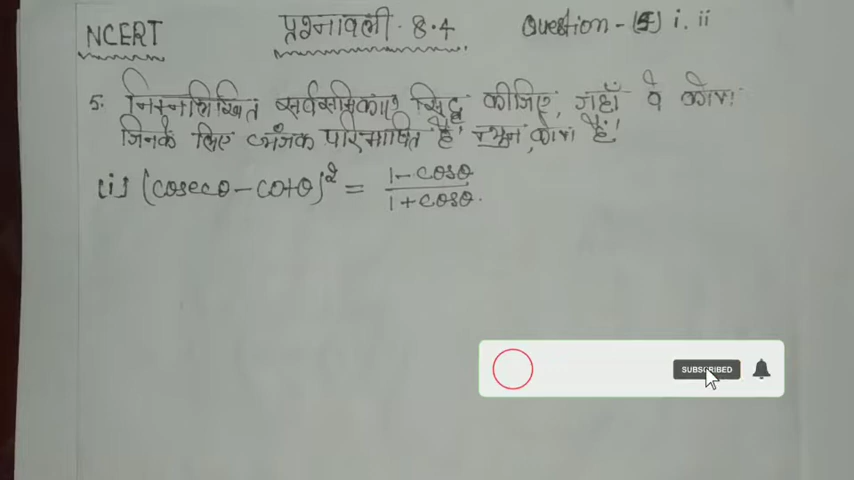 NCERT प्रश्नावली · 8.4 Question - (5) i. ii
5. निम्नलिखित सर्वसमिकाएँ सिद्ध कीजिए, जहाँ वे कोण
जिनके लिए व्यंजक परिभाषित है। न्यून कोण हैं।
(i) (cosecθ - cotθ)² = (1 - cosθ)/(1 + cosθ).
SUBSCRIBED